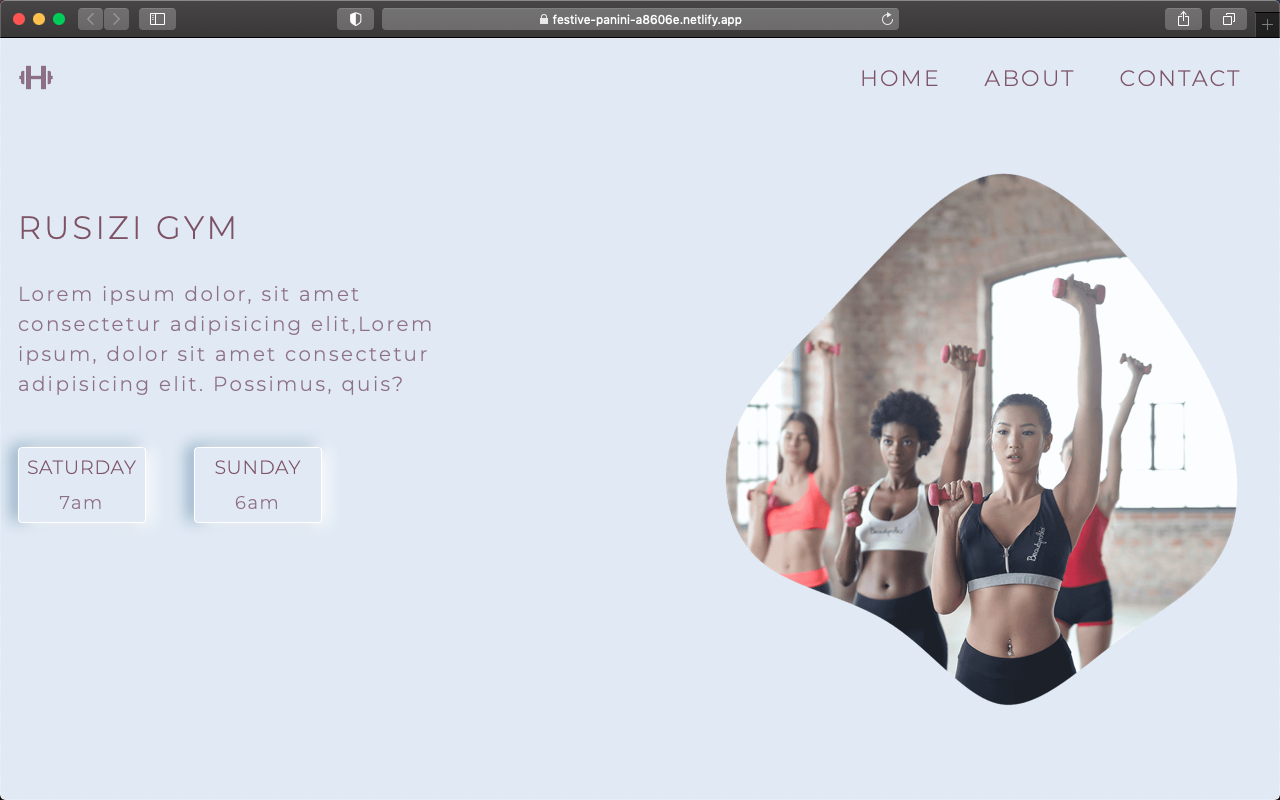 festive-panini-a8606e.netlify.app
HOME ABOUT CONTACT
RUSIZI GYM
Lorem ipsum dolor, sit amet
consectetur adipisicing elit,Lorem
ipsum, dolor sit amet consectetur
adipisicing elit. Possimus, quis?
SATURDAY
7am
SUNDAY
6am